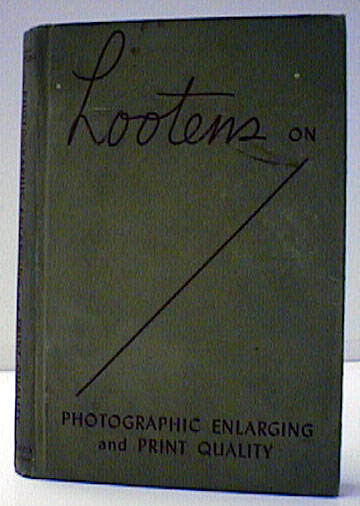 Lootens ON
PHOTOGRAPHIC ENLARGING
and PRINT QUALITY